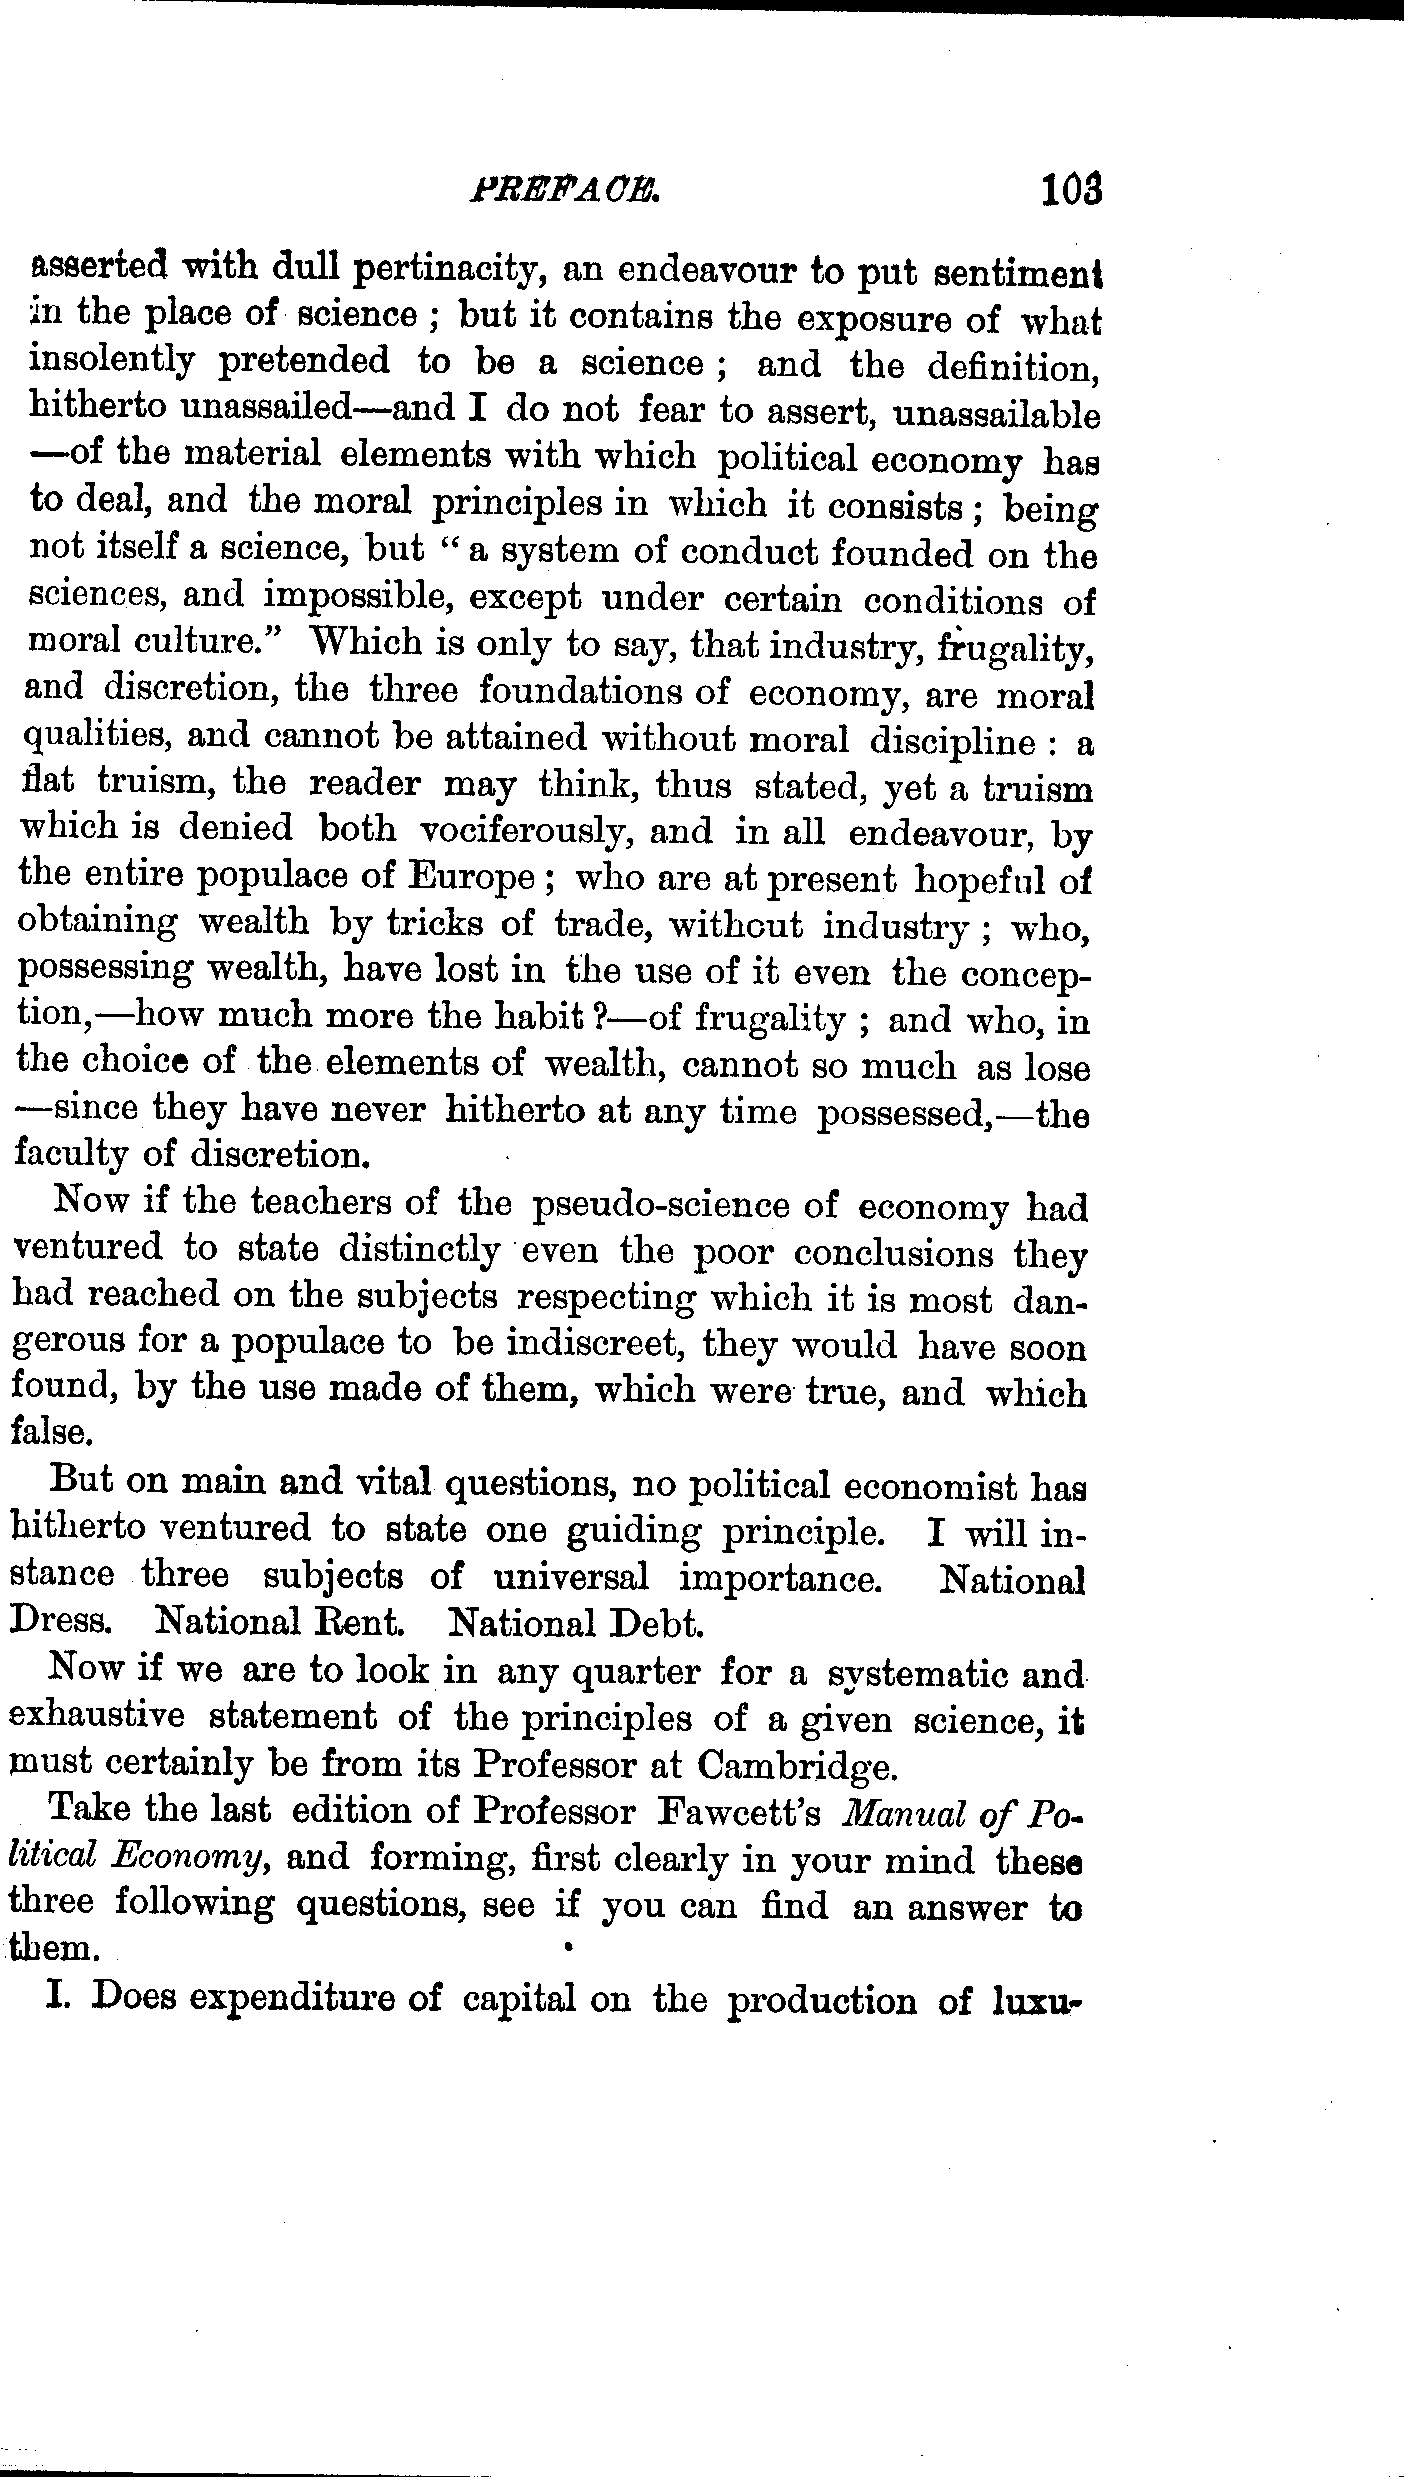 PREFACE. 103
asserted with dull pertinacity, an endeavour to put sentiment
in the place of science ; but it contains the exposure of what
insolently pretended to be a science ; and the definition,
hitherto unassailed—and I do not fear to assert, unassailable
—of the material elements with which political economy has
to deal, and the moral principles in which it consists ; being
not itself a science, but “ a system of conduct founded on the
sciences, and impossible, except under certain conditions of
moral culture.” Which is only to say, that industry, frugality,
and discretion, the three foundations of economy, are moral
qualities, and cannot be attained without moral discipline : a
flat truism, the reader may think, thus stated, yet a truism
which is denied both vociferously, and in all endeavour, by
the entire populace of Europe ; who are at present hopeful of
obtaining wealth by tricks of trade, without industry ; who,
possessing wealth, have lost in the use of it even the concep-
tion,—how much more the habit ?—of frugality ; and who, in
the choice of the elements of wealth, cannot so much as lose
—since they have never hitherto at any time possessed,—the
faculty of discretion.
Now if the teachers of the pseudo-science of economy had
ventured to state distinctly even the poor conclusions they
had reached on the subjects respecting which it is most dan-
gerous for a populace to be indiscreet, they would have soon
found, by the use made of them, which were true, and which
false.
But on main and vital questions, no political economist has
hitherto ventured to state one guiding principle. I will in-
stance three subjects of universal importance. National
Dress. National Rent. National Debt.
Now if we are to look in any quarter for a systematic and
exhaustive statement of the principles of a given science, it
must certainly be from its Professor at Cambridge.
Take the last edition of Professor Fawcett's Manual of Po-
litical Economy, and forming, first clearly in your mind these
three following questions, see if you can find an answer to
them.
I. Does expenditure of capital on the production of luxu-